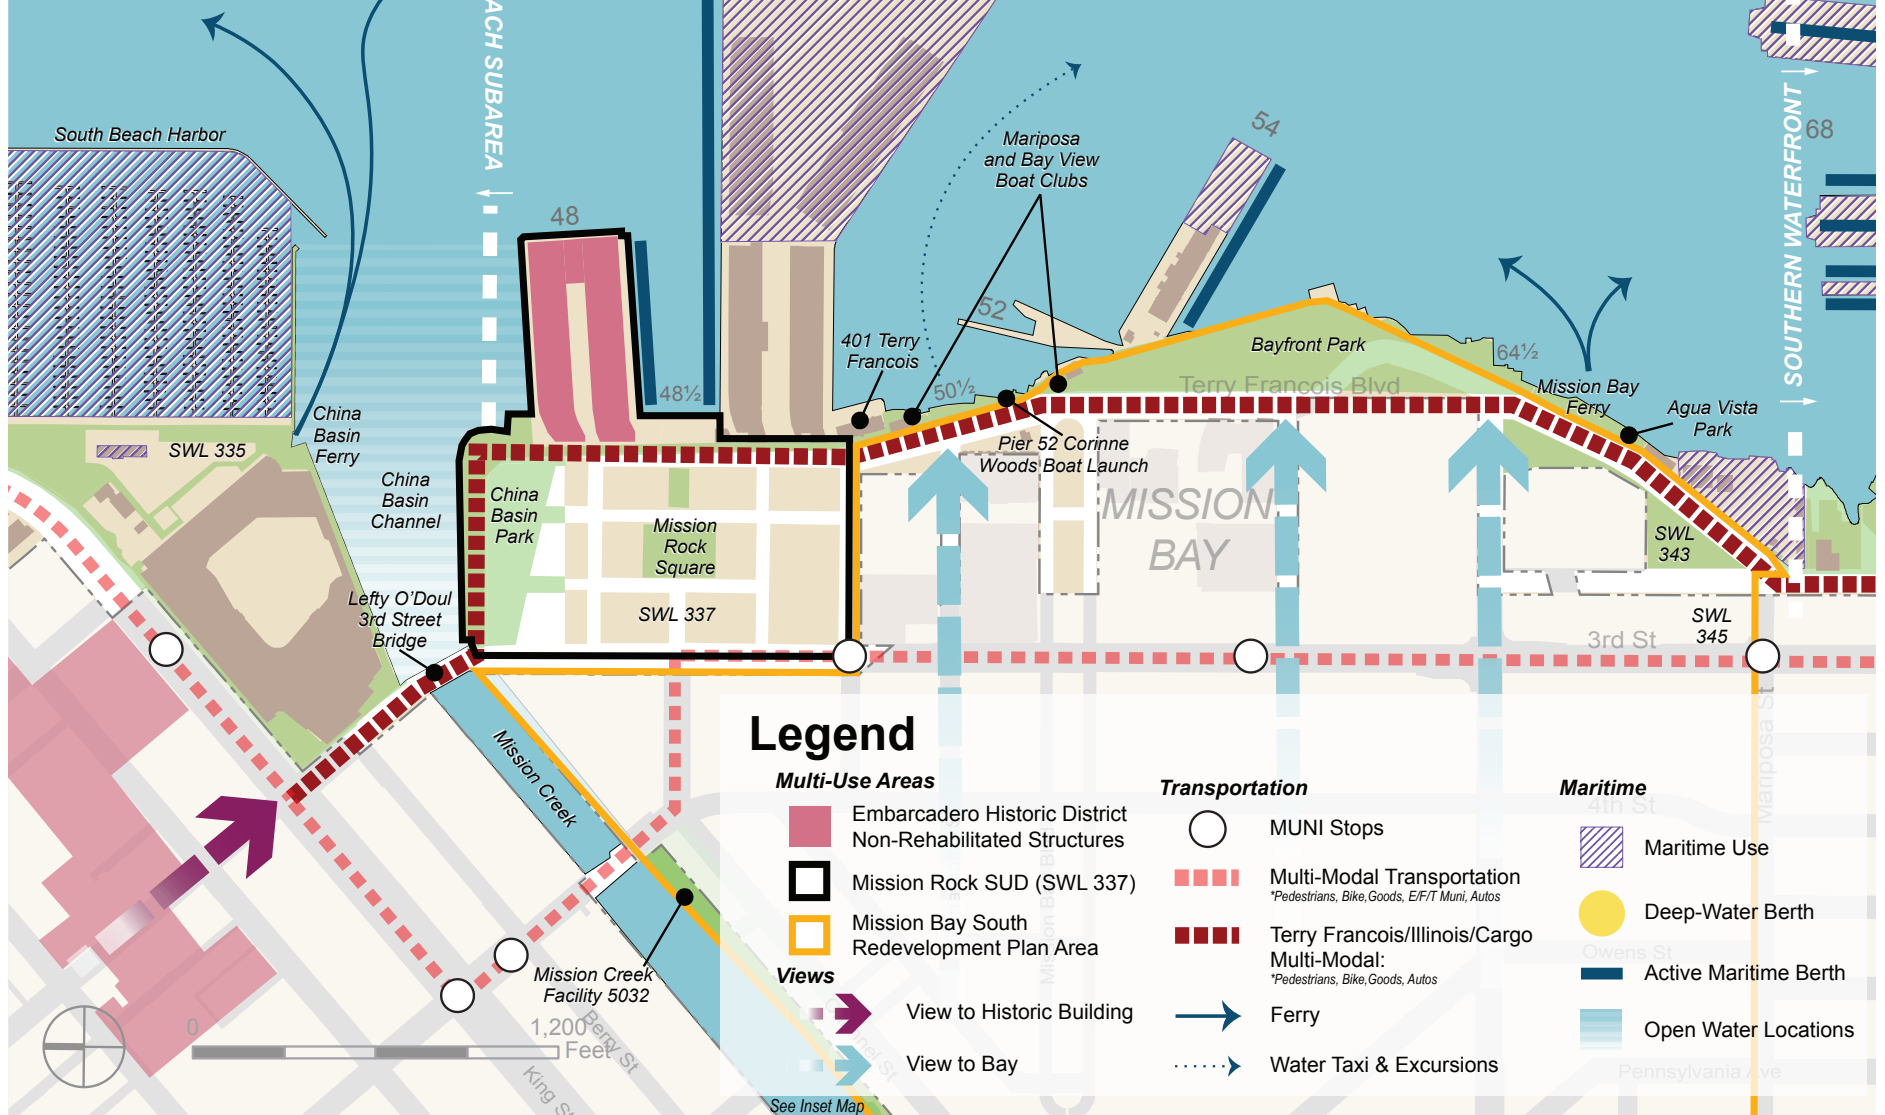 ACH SUBAREA
South Beach Harbor
48
54
68
SOUTHERN WATERFRONT
Mariposa
and Bay View
Boat Clubs
52
401 Terry
Francois
48½
50½
64½
Bayfront Park
Terry Francois Blvd
Mission Bay
Ferry
Agua Vista
Park
China
Basin
Ferry
SWL 335
China
Basin
Channel
China
Basin
Park
Mission
Rock
Square
SWL 337
Pier 52 Corinne
Woods Boat Launch
MISSION
BAY
SWL
343
SWL
345
3rd St
Lefty O'Doul
3rd Street
Bridge
Mission Creek
Mission Creek
Facility 5032
Mariposa St
4th St
Owens St
Pennsylvania Ave
Berry St
King St
0
1,200
Feet
See Inset Map
Legend
Multi-Use Areas
Embarcadero Historic District
Non-Rehabilitated Structures
Mission Rock SUD (SWL 337)
Mission Bay South
Redevelopment Plan Area
Views
View to Historic Building
View to Bay
Transportation
MUNI Stops
Multi-Modal Transportation
*Pedestrians, Bike,Goods, E/F/T Muni, Autos
Terry Francois/Illinois/Cargo
Multi-Modal:
*Pedestrians, Bike,Goods, Autos
Ferry
Water Taxi & Excursions
Maritime
Maritime Use
Deep-Water Berth
Active Maritime Berth
Open Water Locations